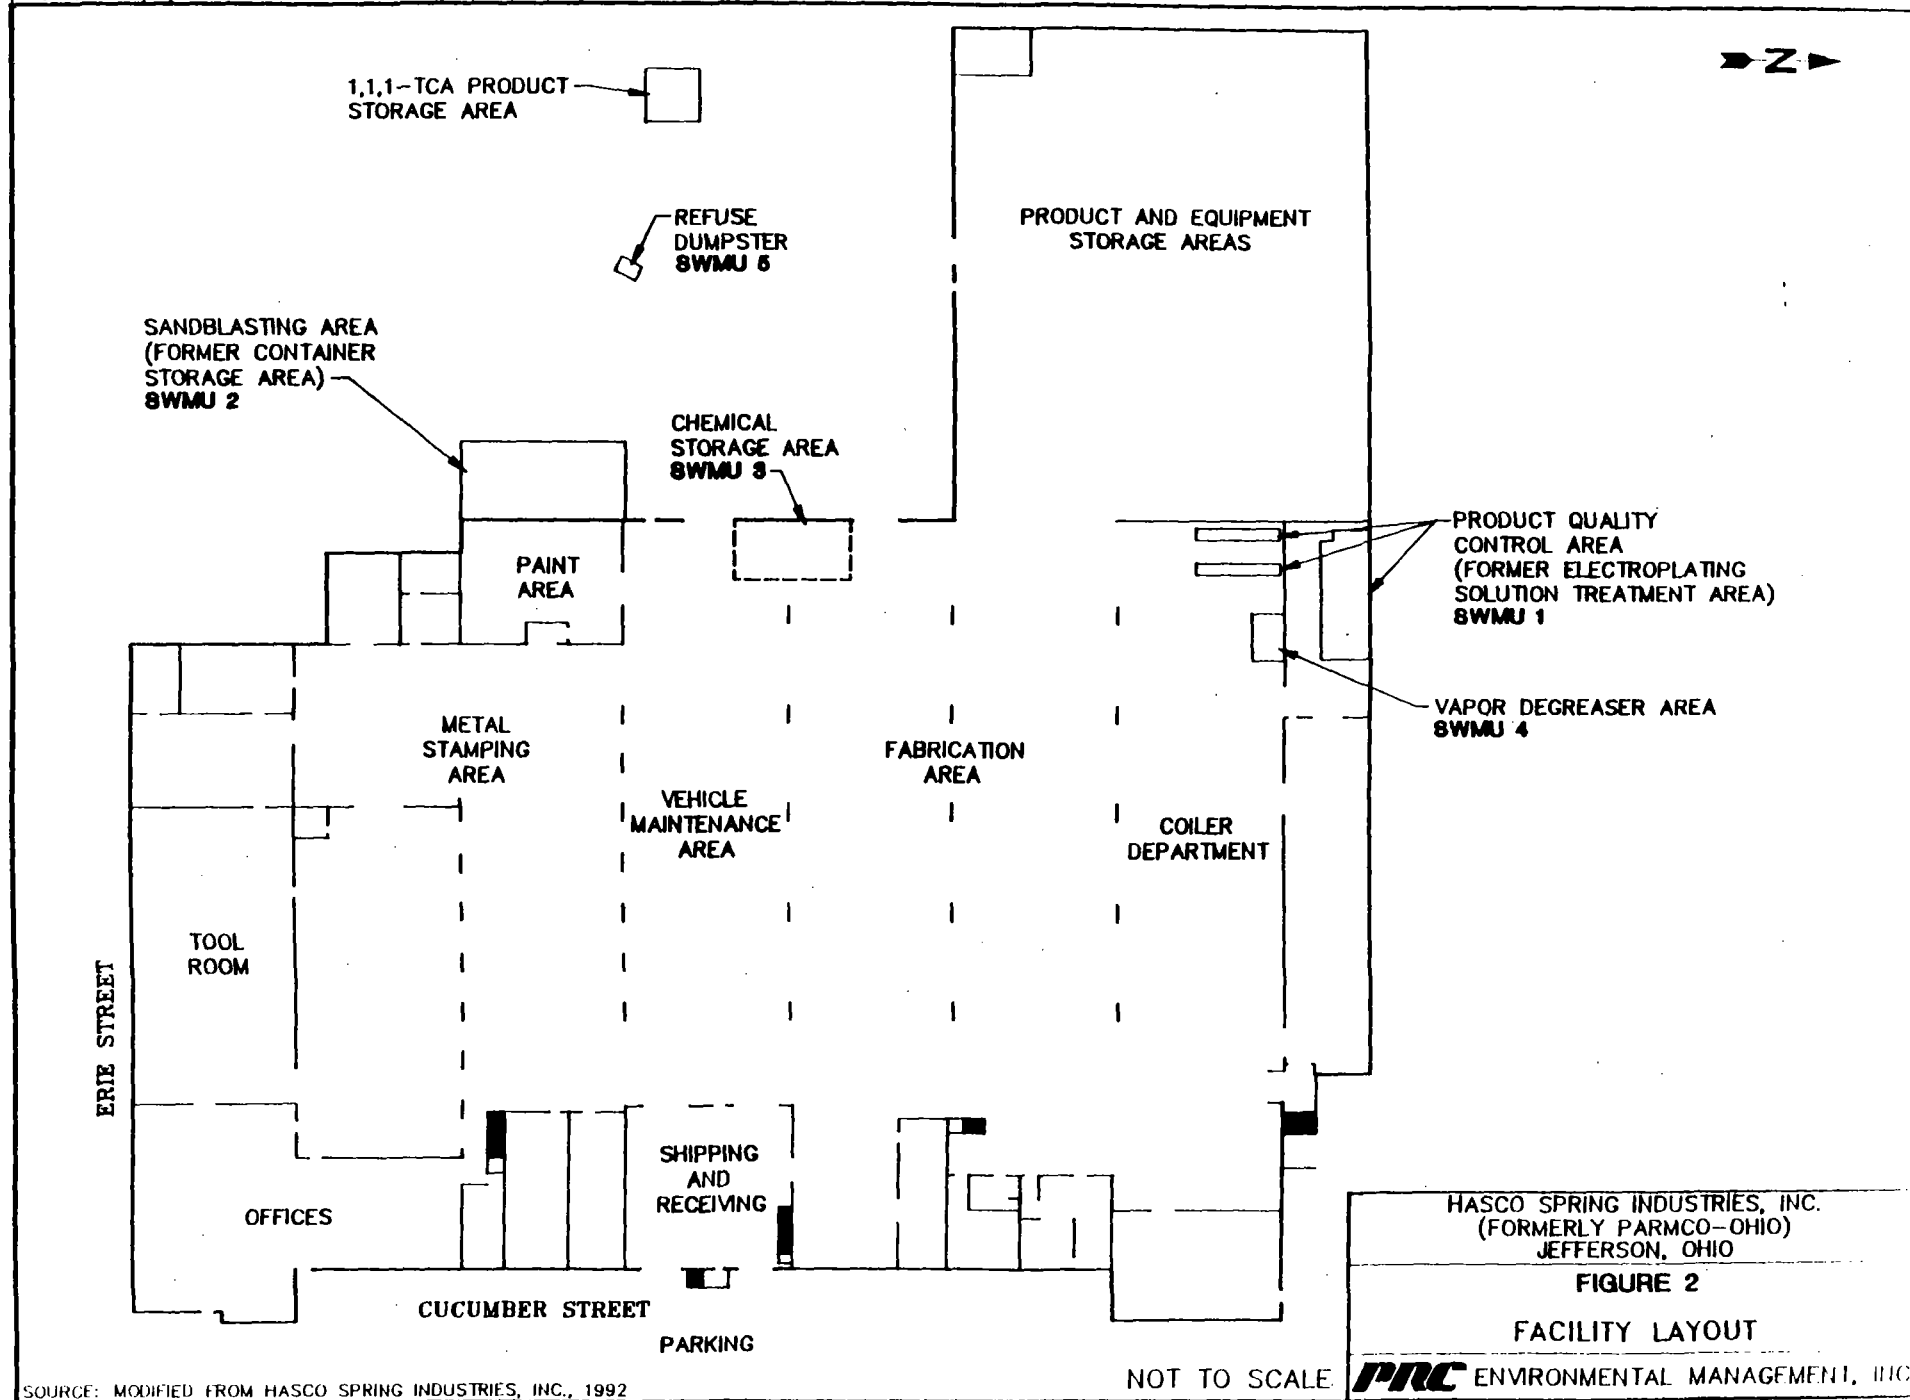 Z
1,1,1-TCA PRODUCT
STORAGE AREA
REFUSE
DUMPSTER
SWMU 5
PRODUCT AND EQUIPMENT
STORAGE AREAS
SANDBLASTING AREA
(FORMER CONTAINER
STORAGE AREA)
SWMU 2
CHEMICAL
STORAGE AREA
SWMU 3
PAINT
AREA
PRODUCT QUALITY
CONTROL AREA
(FORMER ELECTROPLATING
SOLUTION TREATMENT AREA)
SWMU 1
VAPOR DEGREASER AREA
SWMU 4
METAL
STAMPING
AREA
FABRICATION
AREA
VEHICLE
MAINTENANCE
AREA
COILER
DEPARTMENT
TOOL
ROOM
ERIE STREET
SHIPPING
AND
RECEIVING
OFFICES
CUCUMBER STREET
PARKING
HASCO SPRING INDUSTRIES, INC.
(FORMERLY PARMCO-OHIO)
JEFFERSON, OHIO
FIGURE 2
FACILITY LAYOUT
NOT TO SCALE
PRC ENVIRONMENTAL MANAGEMENT, INC
SOURCE: MODIFIED FROM HASCO SPRING INDUSTRIES, INC., 1992